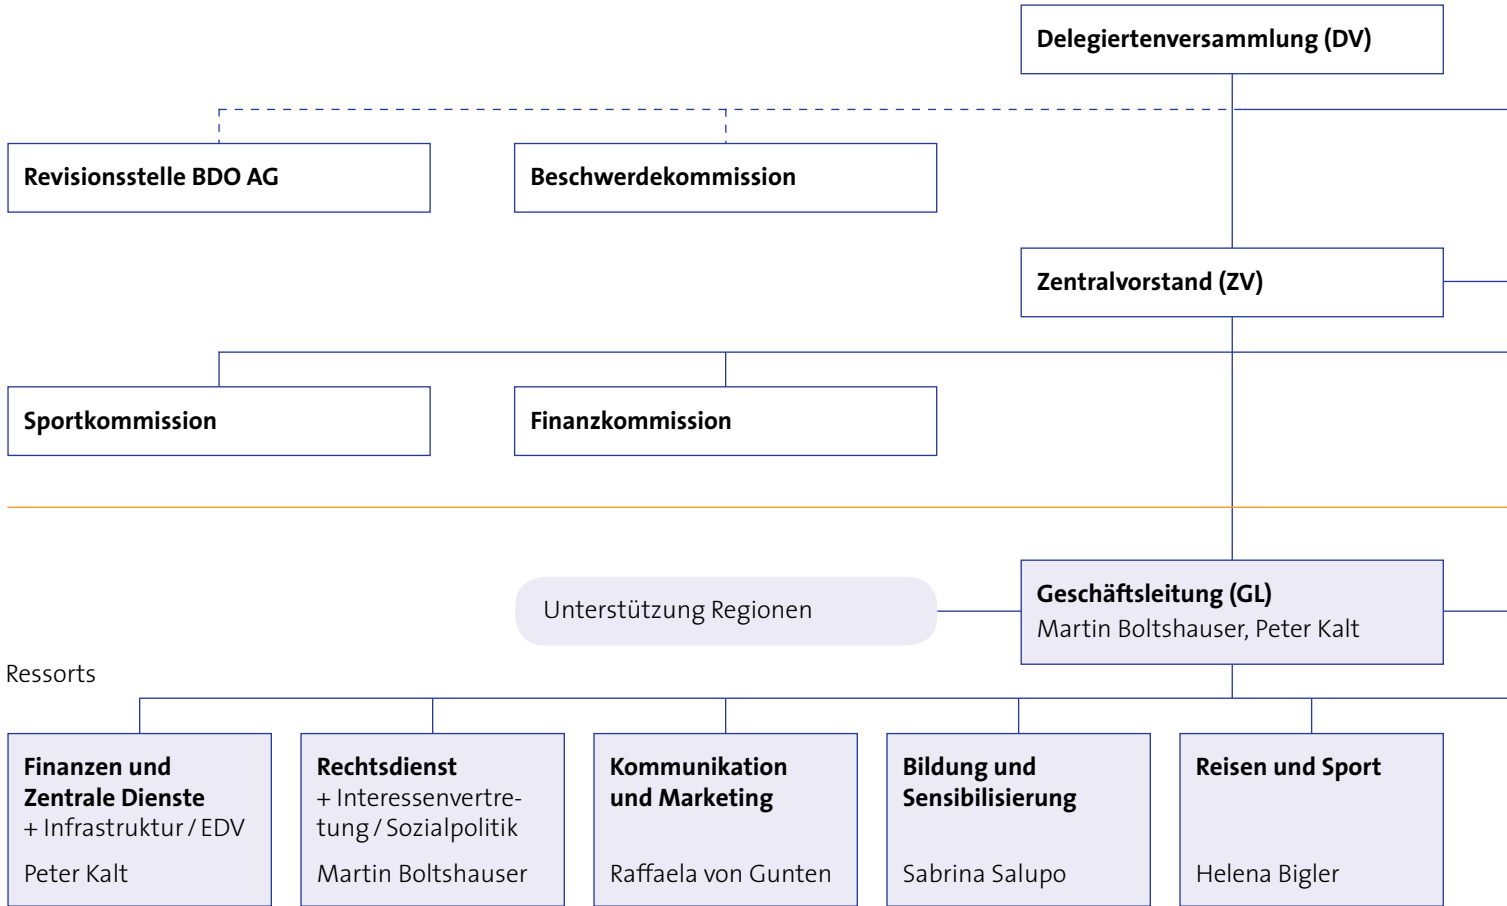 Delegiertenversammlung (DV)
Revisionsstelle BDO AG
Beschwerdekommission
Zentralvorstand (ZV)
Sportkommission
Finanzkommission
Unterstützung Regionen
Geschäftsleitung (GL)
Martin Boltshauser, Peter Kalt
Ressorts
Finanzen und
Zentrale Dienste
+ Infrastruktur / EDV
Peter Kalt
Rechtsdienst
+ Interessenvertre-
tung / Sozialpolitik
Martin Boltshauser
Kommunikation
und Marketing
Raffaela von Gunten
Bildung und
Sensibilisierung
Sabrina Salupo
Reisen und Sport
Helena Bigler